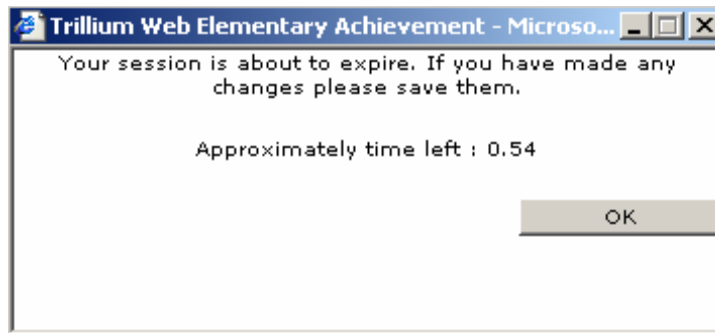 Trillium Web Elementary Achievement - Microso...
Your session is about to expire. If you have made any
changes please save them.
Approximately time left : 0.54
OK